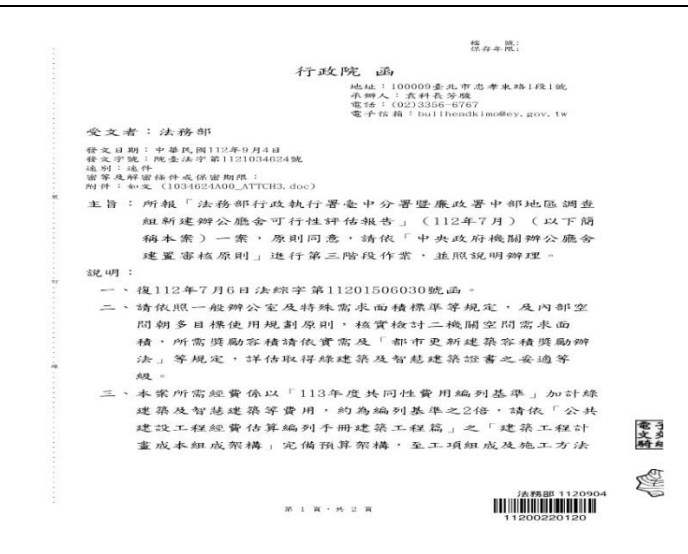 檔　　號：
保存年限：
行政院　函
地址：100009臺北市忠孝東路1段1號
承辦人：袁科長芳駿
電話：(02)3356-6767
電子信箱：bullheadkimo@ey.gov.tw
受文者：法務部
發文日期：中華民國112年9月4日
發文字號：院臺法字第1121034624號
速別：速件
密等及解密條件或保密期限：
附件：如文 (1034624A00_ATTCH3.doc)
主旨：所報「法務部行政執行署臺中分署暨廉政署中部地區調查
組新建辦公廳舍可行性評估報告」（112年7月）（以下簡
稱本案）一案，原則同意，請依「中央政府機關辦公廳舍
建置審核原則」進行第三階段作業，並照說明辦理。
說明：
一、復112年7月6日法綜字第11201506030號函。
二、請依照一般辦公室及特殊需求面積標準等規定，及內部空
間朝多目標使用規劃原則，核實檢討二機關空間需求面
積，所需獎勵容積請依實需及「都市更新建築容積獎勵辦
法」等規定，詳估取得綠建築及智慧建築證書之妥適等
級。
三、本案所需經費係以「113年度共同性費用編列基準」加計綠
建築及智慧建築等費用，約為編列基準之2倍，請依「公共
建設工程經費估算編列手冊建築工程篇」之「建築工程計
畫成本組成架構」完備預算架構，至工項組成及施工方法
裝
訂
線
第 1 頁，共 2 頁
法務部 1120904
11200220120